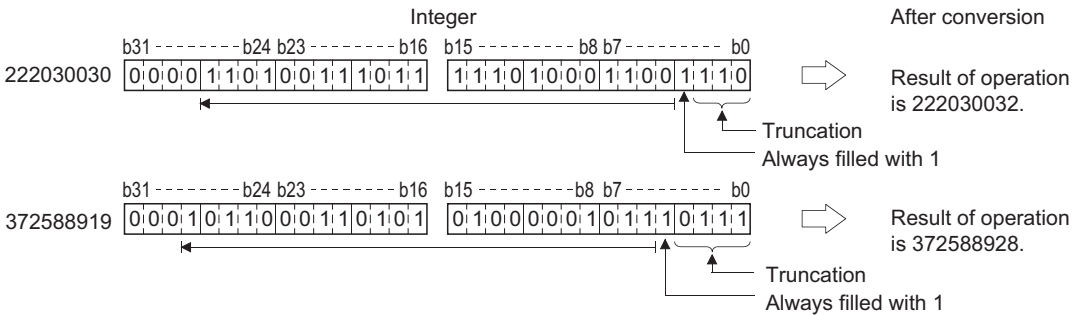 Integer After conversion
b31 b24 b23 b16 b15 b8 b7 b0
222030030 0 0 0 0 1 1 0 1 0 0 1 1 1 0 1 1 1 1 1 0 1 0 0 0 1 1 0 0 1 1 1 0 Result of operation
is 222030032.
Truncation
Always filled with 1
b31 b24 b23 b16 b15 b8 b7 b0
372588919 0 0 0 1 0 1 1 0 0 0 1 1 0 1 0 1 0 1 0 0 0 0 0 1 0 1 1 1 0 1 1 1 Result of operation
is 372588928.
Truncation
Always filled with 1